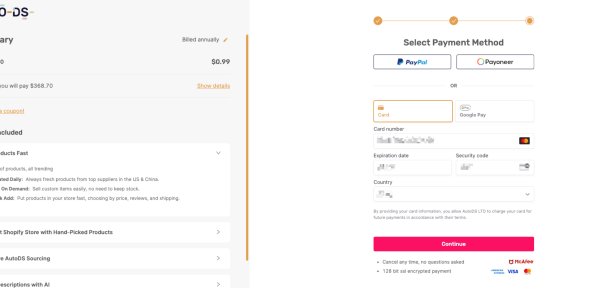 O-DS-
ary
Billed annually
0
$0.99
ou will pay $368.70
Show details
a coupon!
cluded
ducts Fast
of products, all trending
ated Daily: Always fresh products from top suppliers in the US & China.
On Demand: Get custom items easily, no need to keep stock.
k Add: Put products in your store fast, choosing by price, reviews, and shipping.
t Shopify Store with Hand-Picked Products
e AutoDS Sourcing
escriptions with AI
Select Payment Method
PayPal
Payoneer
OR
Card
G Pay
Google Pay
Card number
Expiration date
Security code
Country
By providing your card information, you allow AutoDS LTD to charge your card for
future payments in accordance with their terms.
Continue
• Cancel any time, no questions asked
McAfee
• 128 bit ssl encrypted payment
VISA